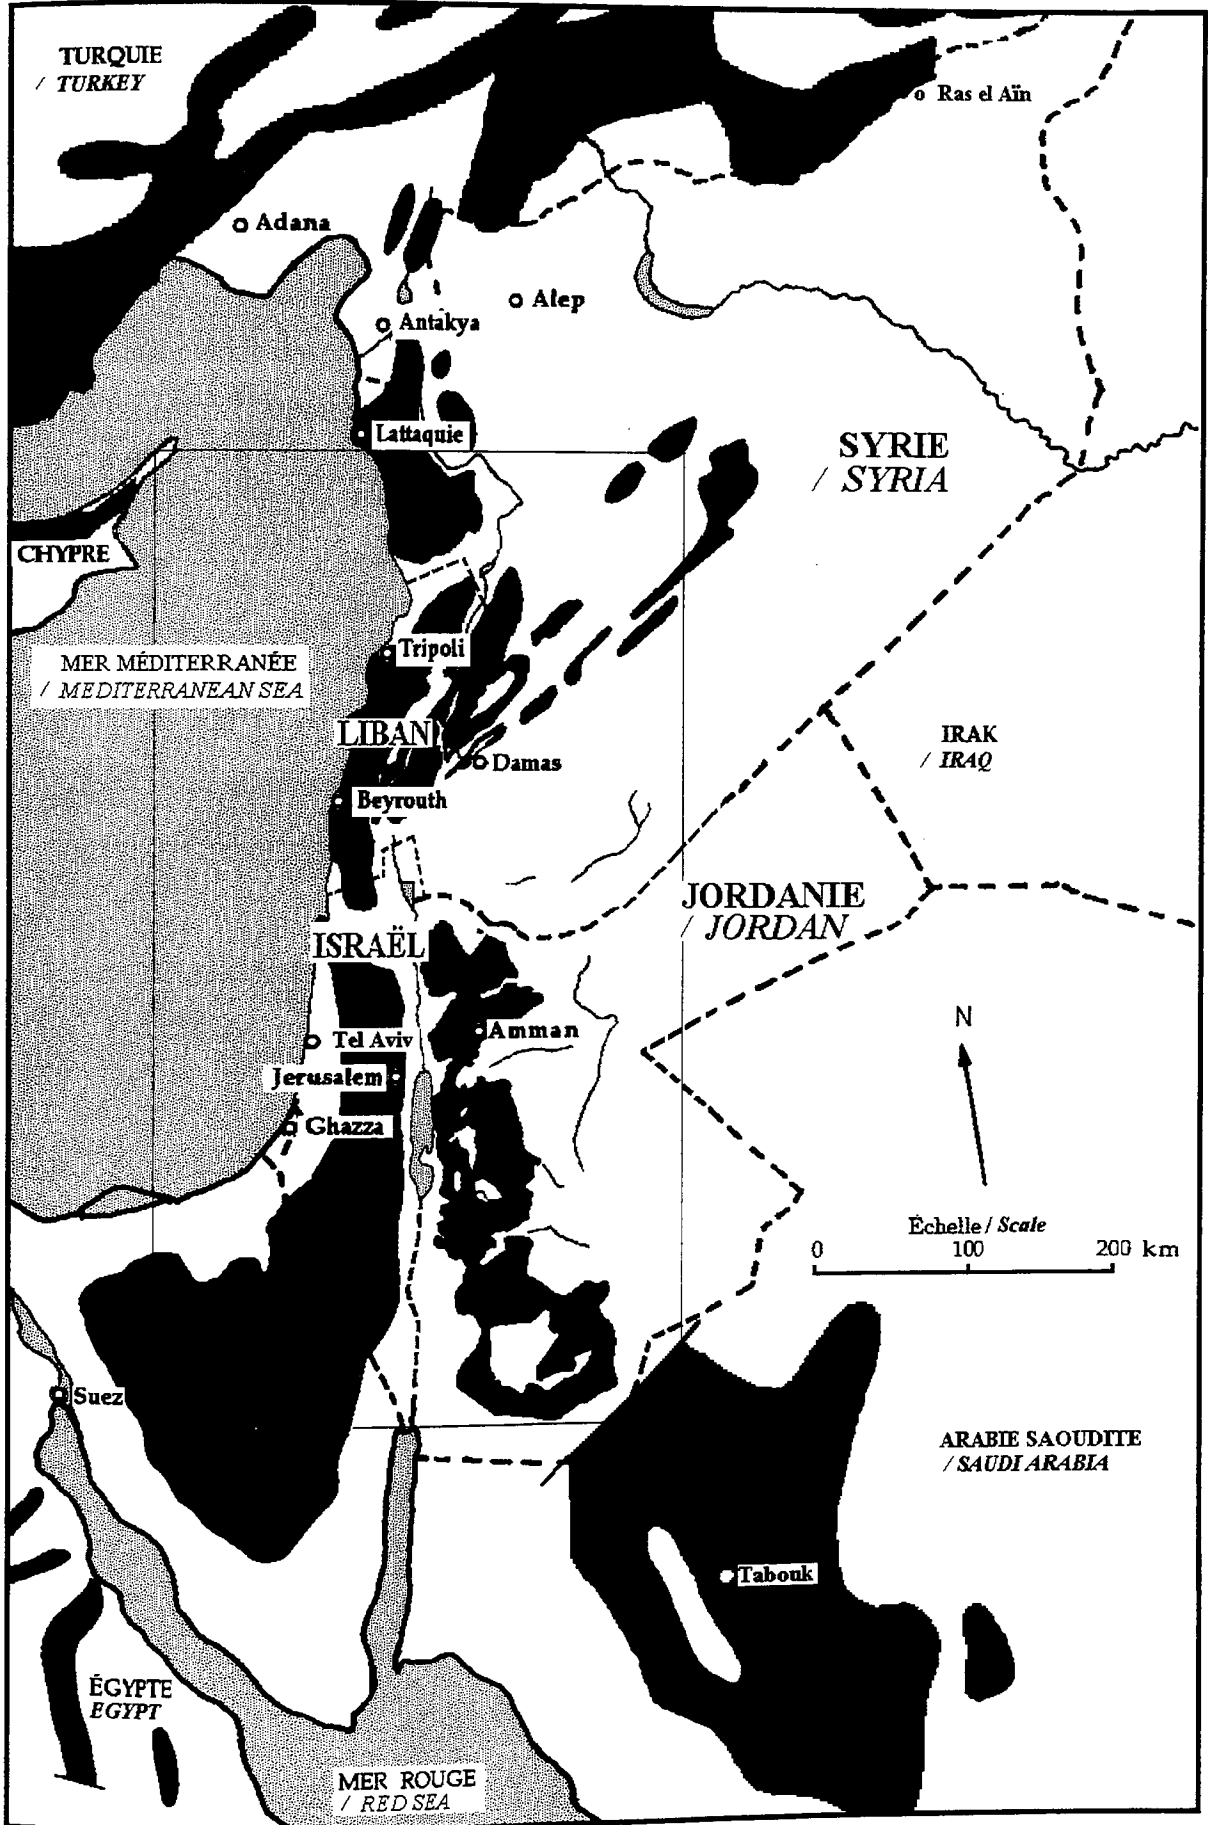 TURQUIE
/ TURKEY
Ras el Aïn
Adana
Alep
Antakya
Lattaquie
SYRIE
/ SYRIA
CHYPRE
Tripoli
MER MÉDITERRANÉE
/ MEDITERRANEAN SEA
LIBAN
IRAK
/ IRAQ
Damas
Beyrouth
JORDANIE
/ JORDAN
ISRAËL
N
Amman
Tel Aviv
Jerusalem
Ghazza
Échelle / Scale
0 100 200 km
Suez
ARABIE SAOUDITE
/ SAUDI ARABIA
Tabouk
ÉGYPTE
EGYPT
MER ROUGE
/ RED SEA